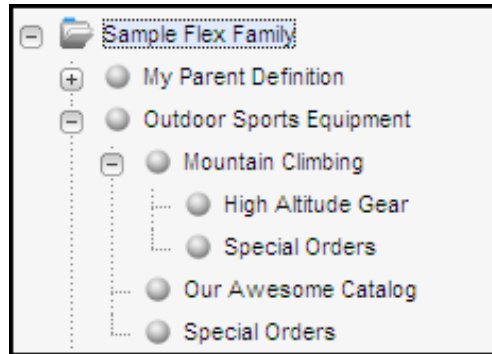 Sample Flex Family
My Parent Definition
Outdoor Sports Equipment
Mountain Climbing
High Altitude Gear
Special Orders
Our Awesome Catalog
Special Orders